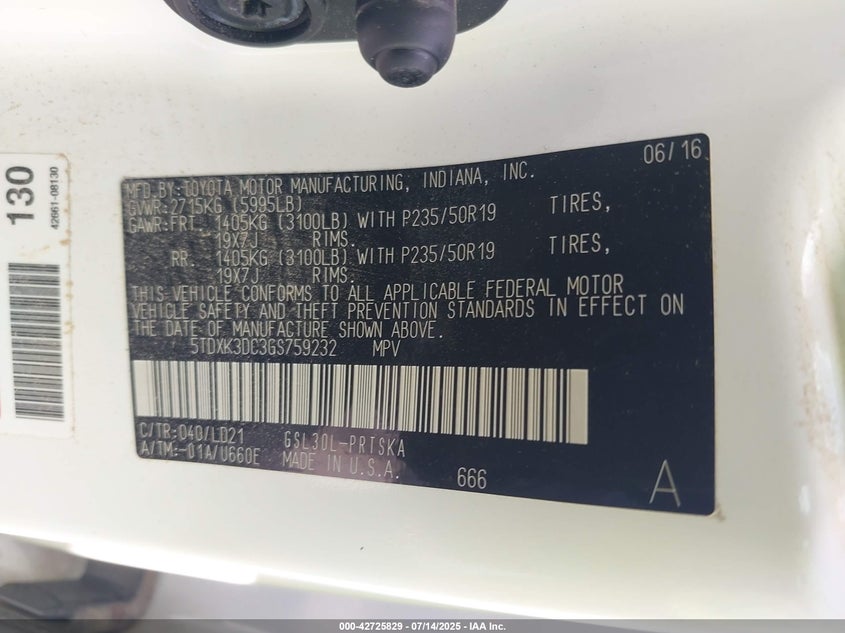 130
42661-08130
06/16
MFD.BY:TOYOTA MOTOR MANUFACTURING, INDIANA, INC.
GVWR:2715KG (5995LB)
GAWR:FRT. 1405KG (3100LB) WITH P235/50R19 TIRES,
19X7J RIMS.
RR. 1405KG (3100LB) WITH P235/50R19 TIRES,
19X7J RIMS.
THIS VEHICLE CONFORMS TO ALL APPLICABLE FEDERAL MOTOR
VEHICLE SAFETY AND THEFT PREVENTION STANDARDS IN EFFECT ON
THE DATE OF MANUFACTURE SHOWN ABOVE.
5TDXK3DC3GS759232 MPV
C/TR:040/LD21 GSL30L-PRTSKA
A/TM:-01A/U660E MADE IN U.S.A.
666
A
000-42725829 - 07/14/2025 - IAA Inc.